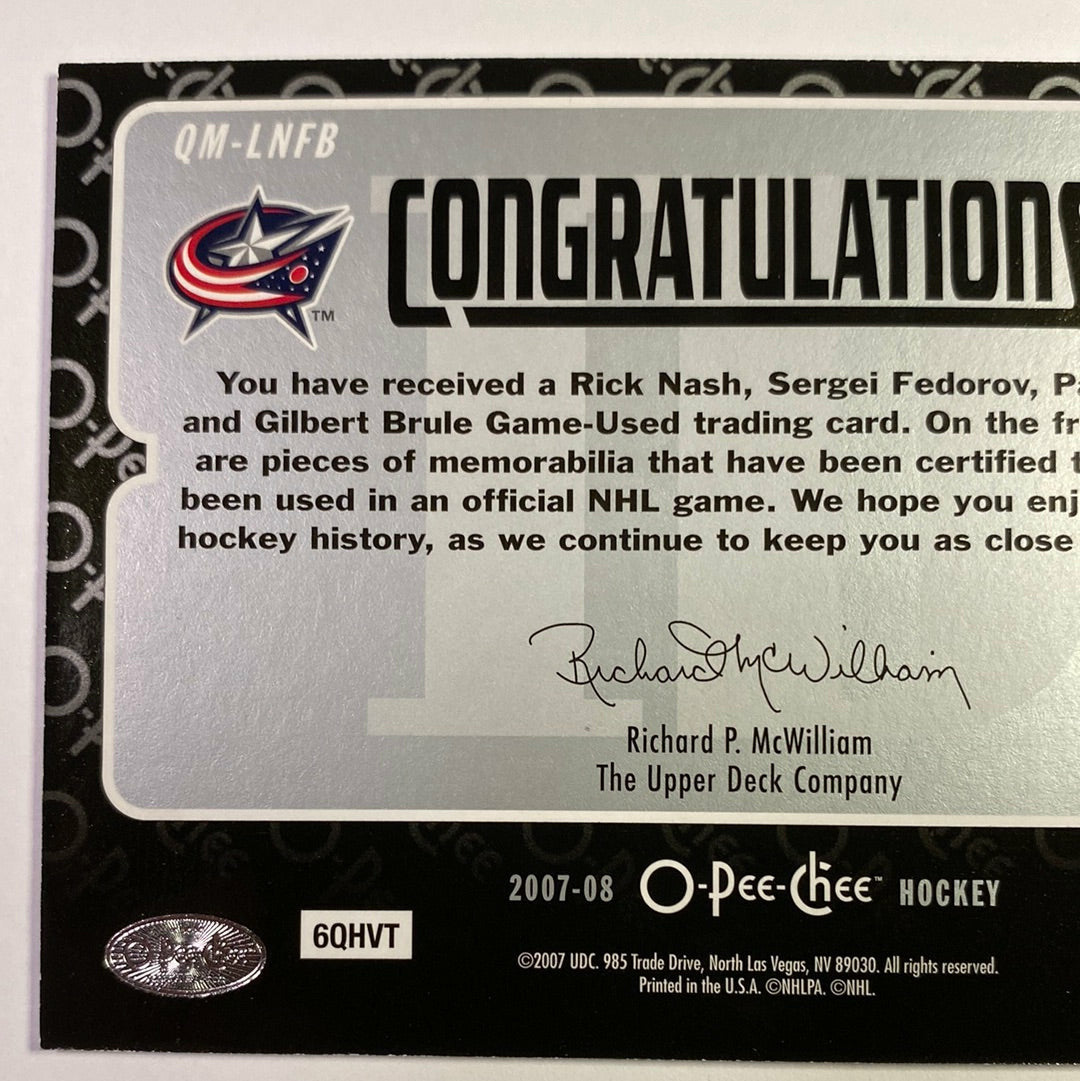 QM-LNFB
CONGRATULATIONS
TM
You have received a Rick Nash, Sergei Fedorov,
and Gilbert Brule Game-Used trading card. On the
are pieces of memorabilia that have been certified
been used in an official NHL game. We hope you
hockey history, as we continue to keep you as close
Richard McWilliam
Richard P. McWilliam
The Upper Deck Company
2007-08 O-Pee-Chee™ HOCKEY
O-Pee-Chee
6QHVT
©2007 UDC. 985 Trade Drive, North Las Vegas, NV 89030. All rights reserved.
Printed in the U.S.A. ©NHLPA. ©NHL.